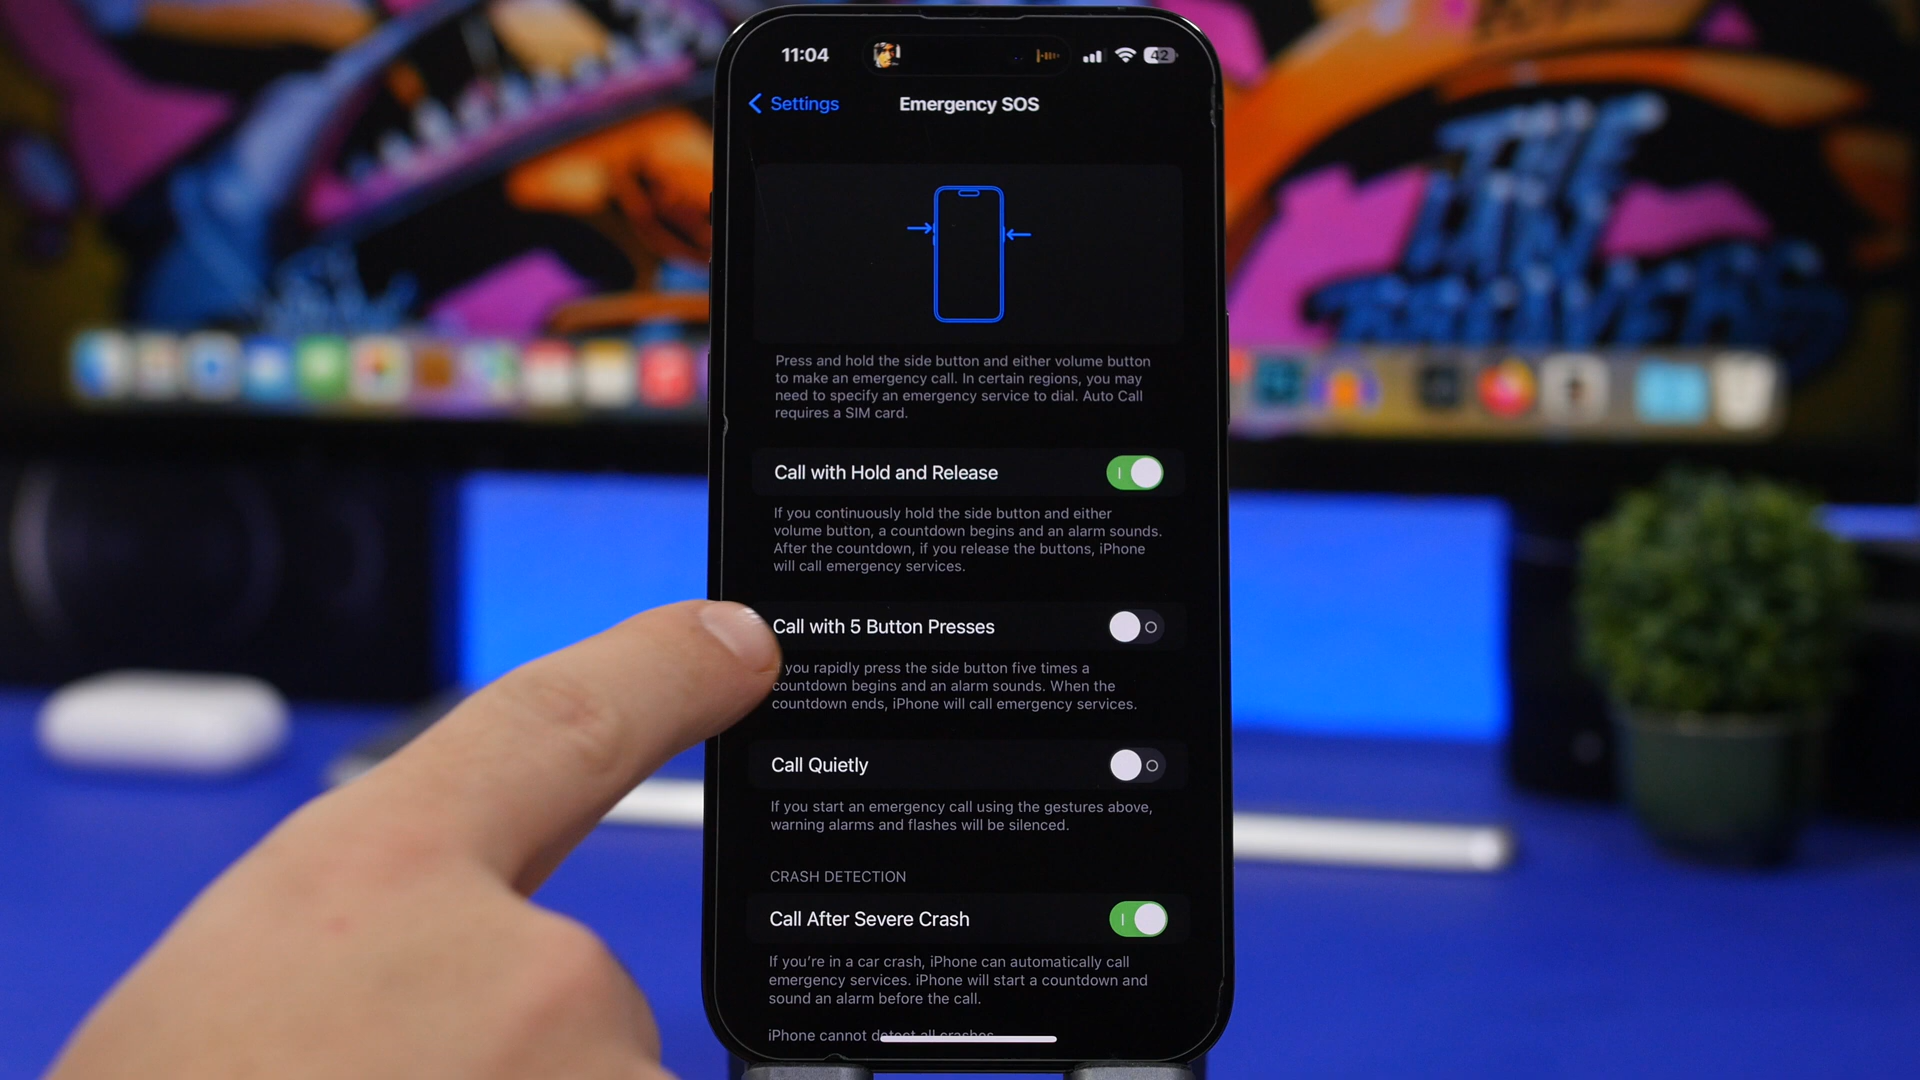 11:04
42
Settings
Emergency SOS
THE
Press and hold the side button and either volume button
to make an emergency call. In certain regions, you may
need to specify an emergency service to dial. Auto Call
requires a SIM card.
Call with Hold and Release
If you continuously hold the side button and either
volume button, a countdown begins and an alarm sounds.
After the countdown, if you release the buttons, iPhone
will call emergency services.
Call with 5 Button Presses
you rapidly press the side button five times a
countdown begins and an alarm sounds. When the
countdown ends, iPhone will call emergency services.
Call Quietly
If you start an emergency call using the gestures above,
warning alarms and flashes will be silenced.
CRASH DETECTION
Call After Severe Crash
If you're in a car crash, iPhone can automatically call
emergency services. iPhone will start a countdown and
sound an alarm before the call.
iPhone cannot detect all crashes